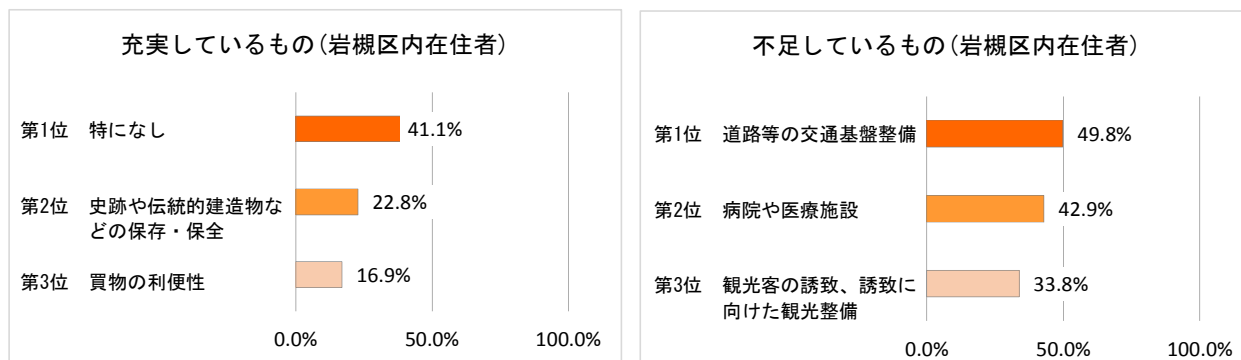 充実しているもの(岩槻区内在住者)
第1位 特になし 41.1%
第2位 史跡や伝統的建造物な
どの保存・保全 22.8%
第3位 買物の利便性 16.9%
0.0% 50.0% 100.0%
不足しているもの(岩槻区内在住者)
第1位 道路等の交通基盤整備 49.8%
第2位 病院や医療施設 42.9%
第3位 観光客の誘致、誘致に
向けた観光整備 33.8%
0.0% 50.0% 100.0%